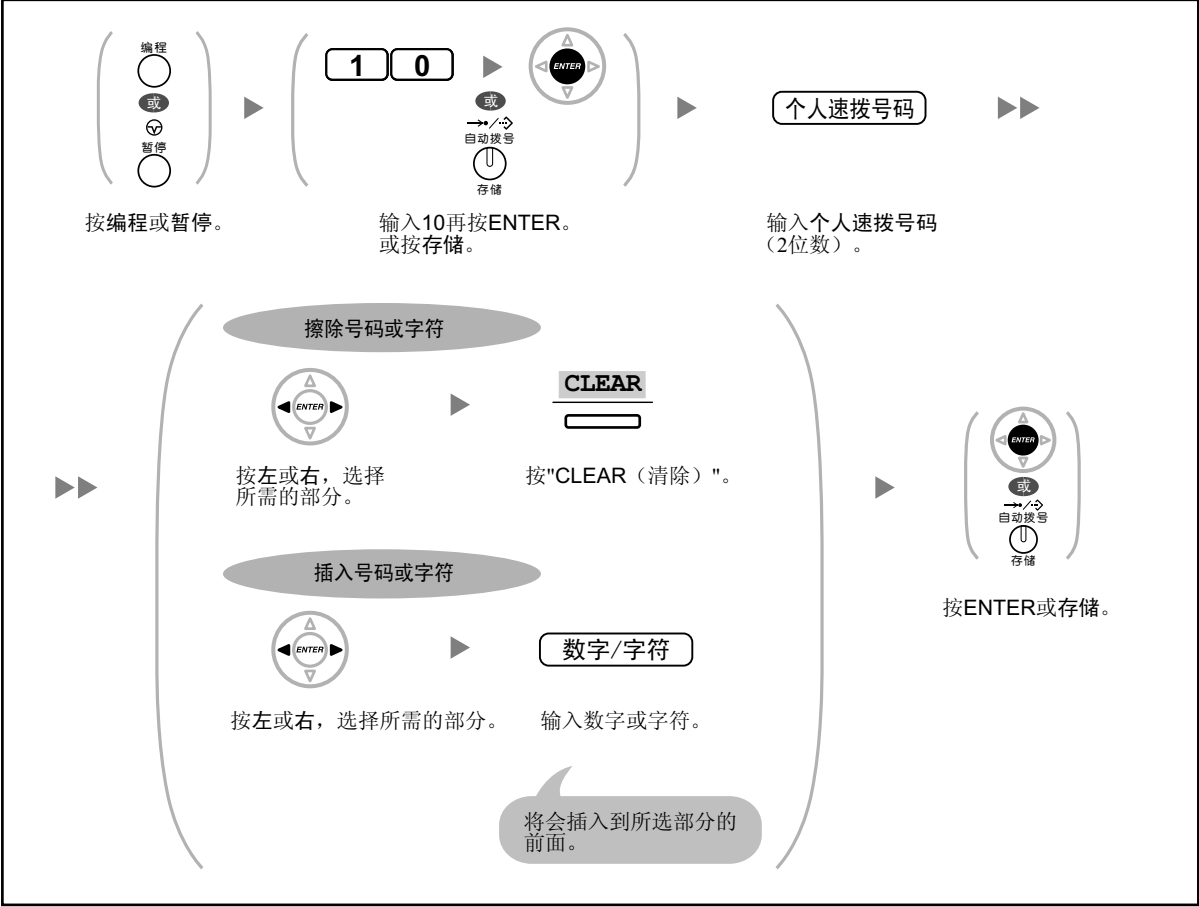 编程
或
暂停
按编程或暂停。
1 0
ENTER
或
自动拨号
存储
输入10再按ENTER。
或按存储。
个人速拨号码
输入个人速拨号码
（2位数）。
擦除号码或字符
ENTER
CLEAR
按左或右，选择
所需的部分。
按"CLEAR（清除）"。
插入号码或字符
ENTER
数字/字符
按左或右，选择所需的部分。
输入数字或字符。
将会插入到所选部分的
前面。
ENTER
或
自动拨号
存储
按ENTER或存储。